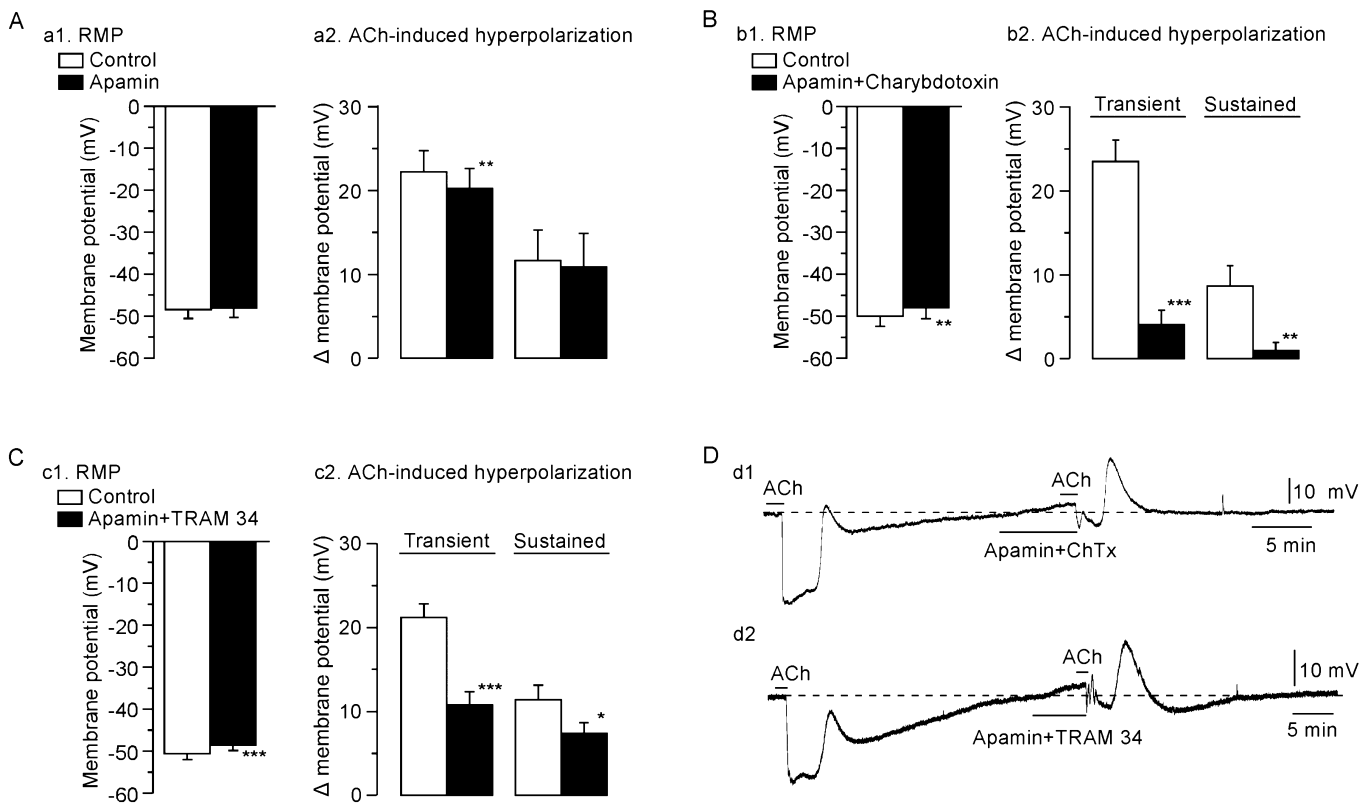 A
a1. RMP
Control
Apamin
0
-10
-20
-30
-40
-50
-60
Membrane potential (mV)
a2. ACh-induced hyperpolarization
30
20
10
0
Δ membrane potential (mV)
**
B
b1. RMP
Control
Apamin+Charybdotoxin
0
-10
-20
-30
-40
-50
-60
Membrane potential (mV)
**
b2. ACh-induced hyperpolarization
30
20
10
0
Δ membrane potential (mV)
Transient
Sustained
***
**
C
c1. RMP
Control
Apamin+TRAM 34
0
-10
-20
-30
-40
-50
-60
Membrane potential (mV)
***
c2. ACh-induced hyperpolarization
30
20
10
0
Δ membrane potential (mV)
Transient
Sustained
***
*
D
d1
ACh
ACh
10 mV
Apamin+ChTx
5 min
d2
ACh
ACh
10 mV
Apamin+TRAM 34
5 min